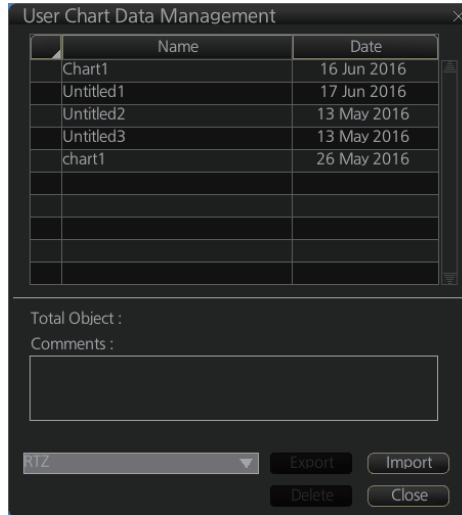 User Chart Data Management
Name Date
Chart1 16 Jun 2016
Untitled1 17 Jun 2016
Untitled2 13 May 2016
Untitled3 13 May 2016
chart1 26 May 2016
Total Object :
Comments :
RTZ Export Import
Delete Close